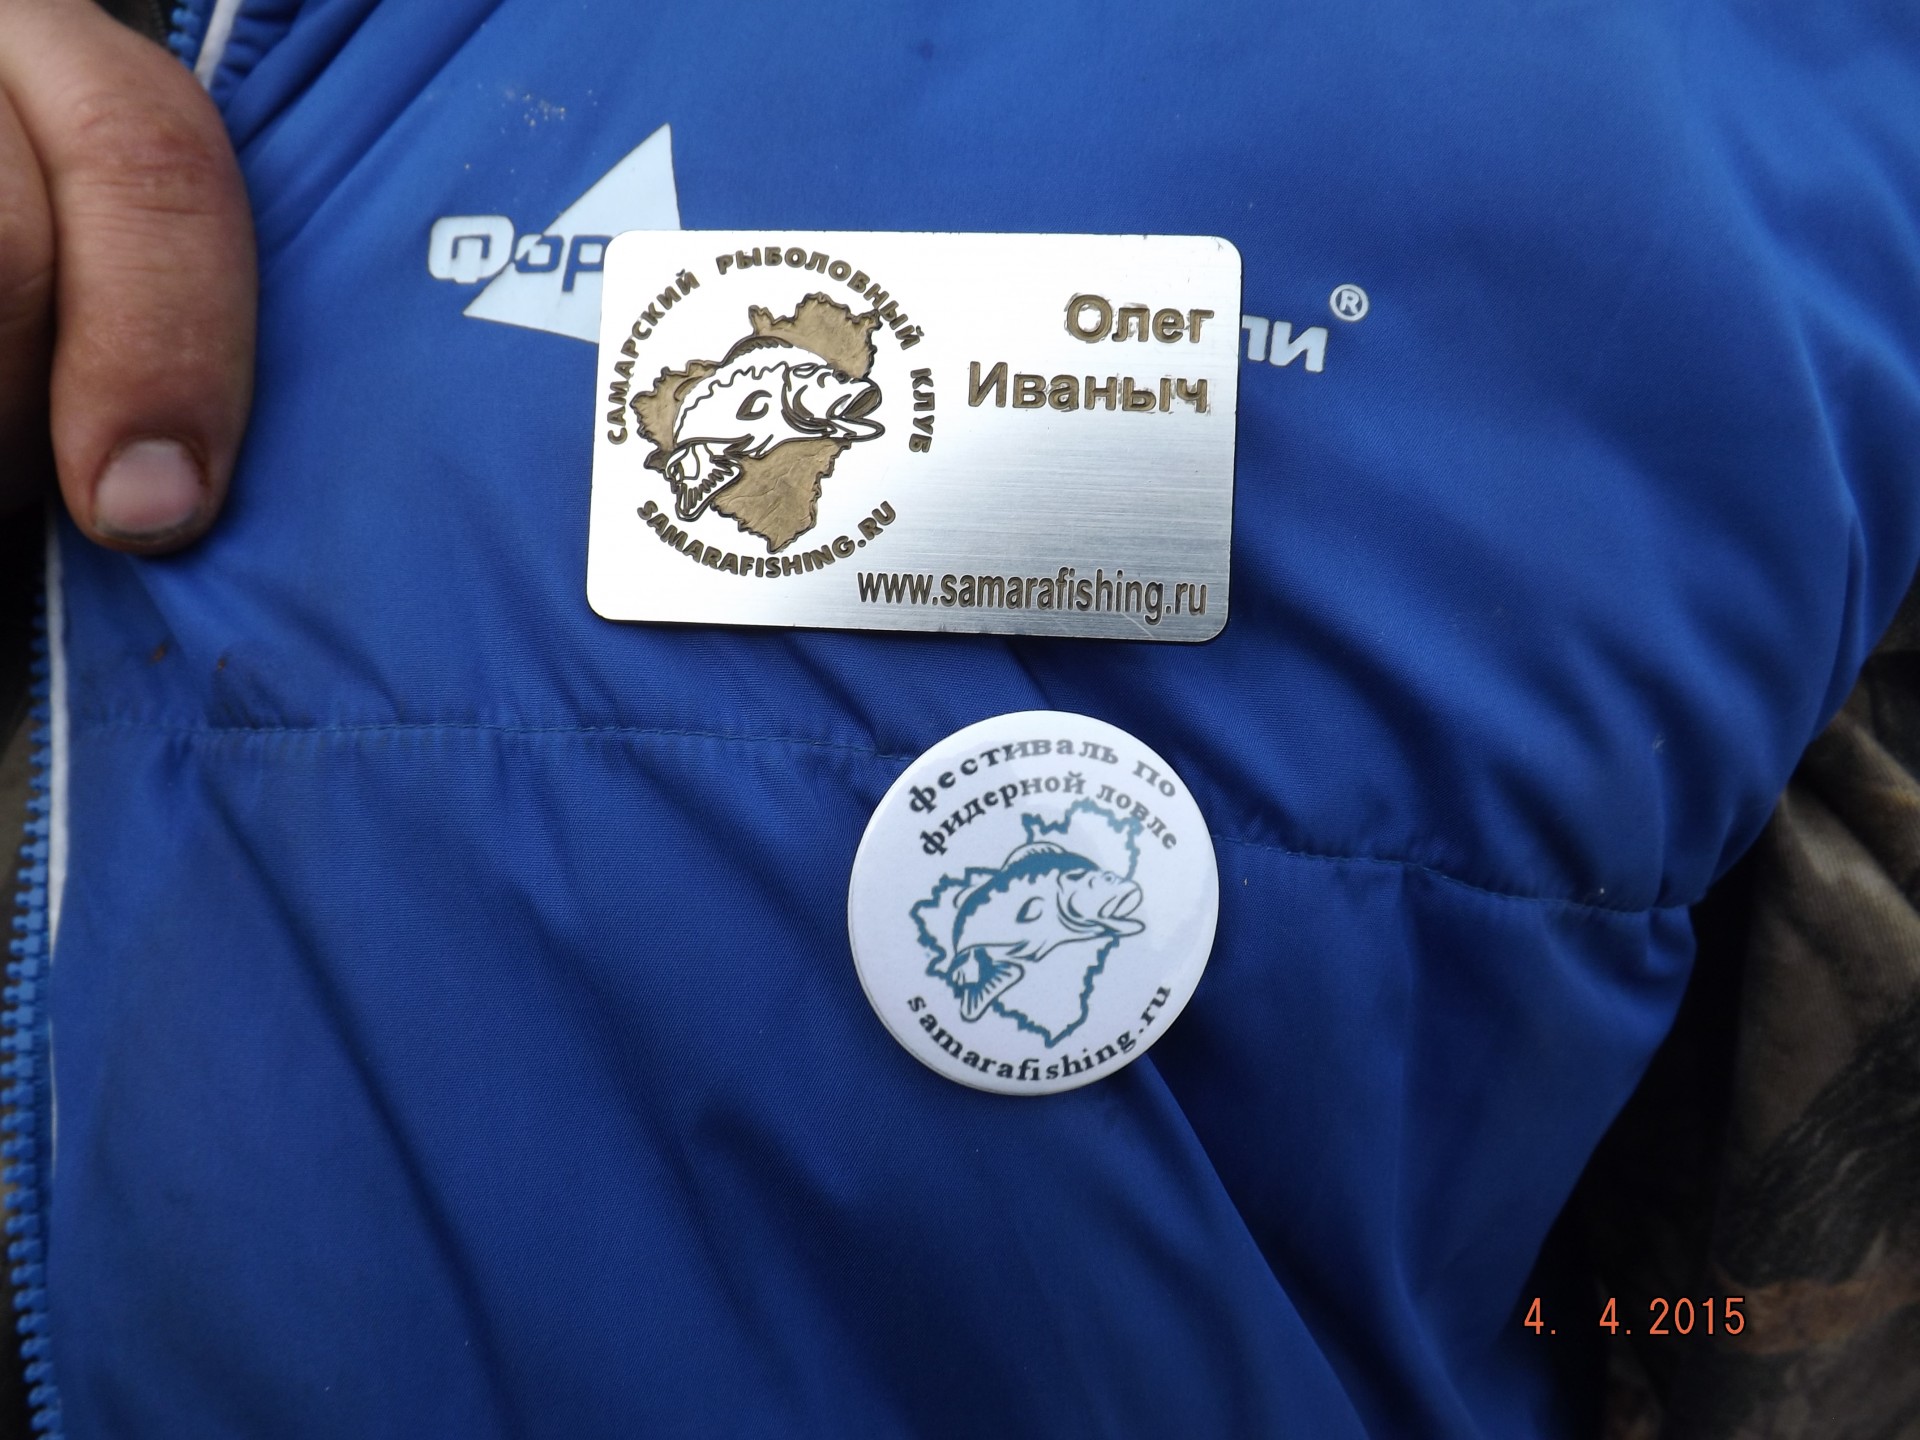 САМАРСКИЙ РЫБОЛОВНЫЙ КЛУБ
SAMARAFISHING.RU
Олег
Иваныч
www.samarafishing.ru
фестиваль по
фидерной ловле
samarafishing.ru
4. 4.2015